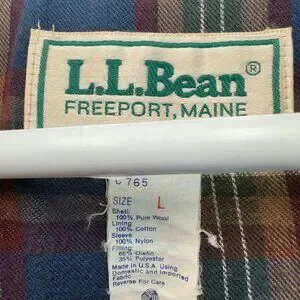 L.L.Bean®
FREEPORT, MAINE
C 765
SIZE L
Shell:
100% Pure Wool
Lining:
100% Cotton
Sleeve
100% Nylon
65% Olefin
35% Polyester
Made in U.S.A. Using
Domestic and Imported
Fabric
Reverse For Care